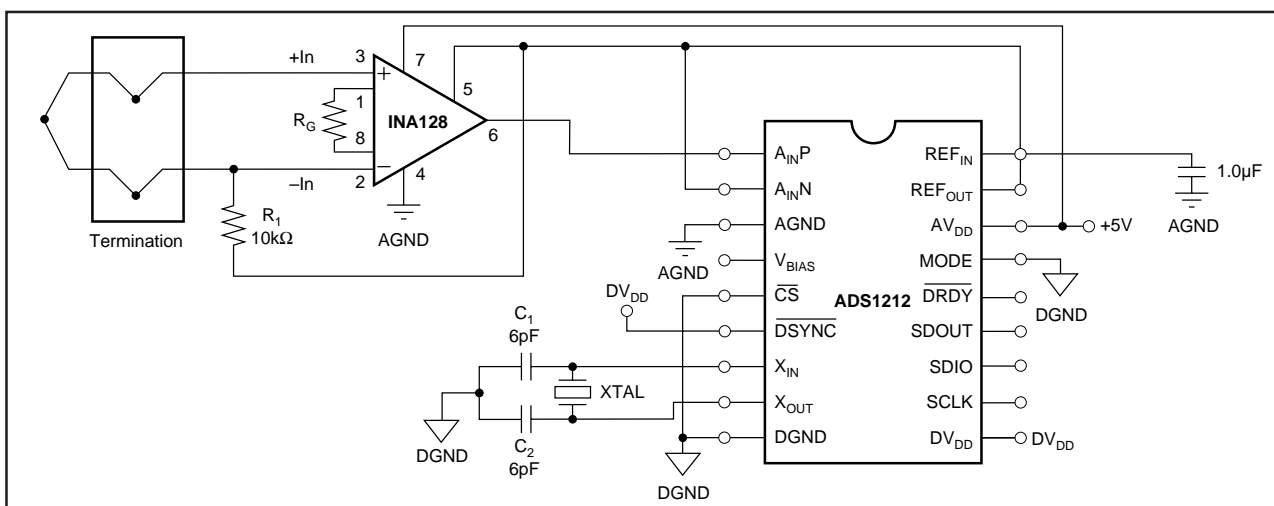 Termination
+In
–In
R1
10kΩ
RG
3
1
8
2
7
5
6
4
INA128
AGND
AINP
AINN
AGND
VBIAS
CS
DSYNC
XIN
XOUT
DGND
ADS1212
REFIN
REFOUT
AVDD
MODE
DRDY
SDOUT
SDIO
SCLK
DVDD
AGND
DVDD
C1
6pF
XTAL
C2
6pF
DGND
DGND
1.0µF
AGND
+5V
DGND
DVDD